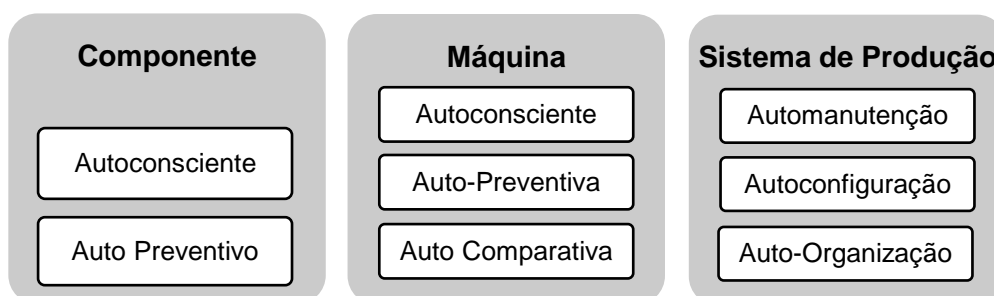 Componente
Autoconsciente
Auto Preventivo
Máquina
Autoconsciente
Auto-Preventiva
Auto Comparativa
Sistema de Produção
Automanutenção
Autoconfiguração
Auto-Organização